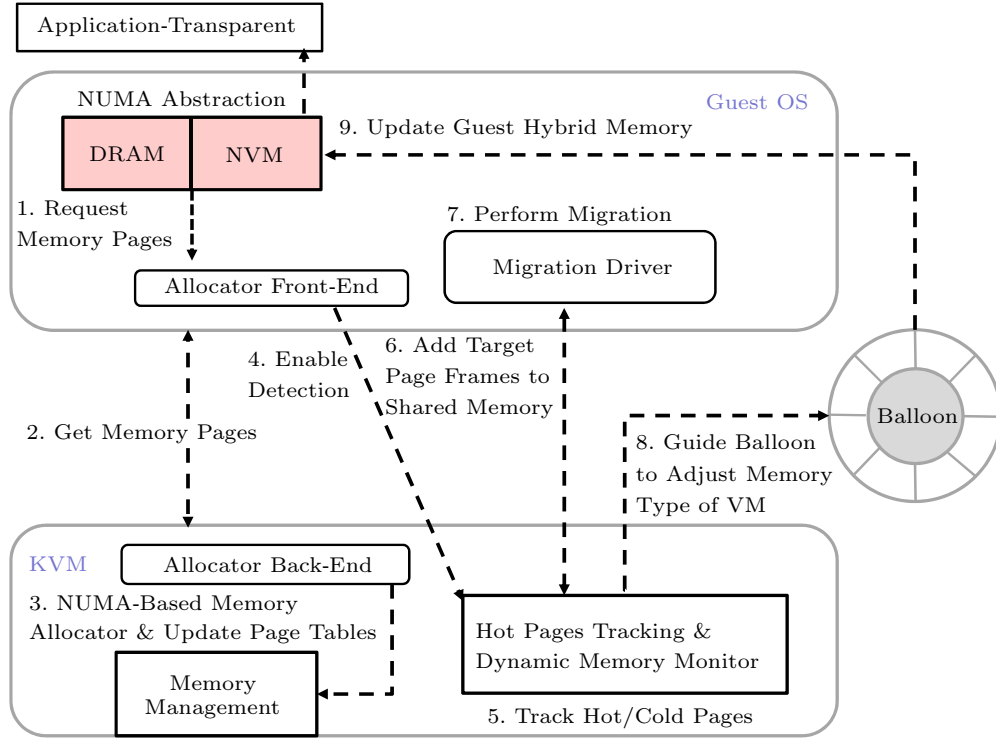 Application-Transparent
NUMA Abstraction
Guest OS
DRAM
NVM
9. Update Guest Hybrid Memory
1. Request
Memory Pages
7. Perform Migration
Migration Driver
Allocator Front-End
4. Enable
Detection
6. Add Target
Page Frames to
Shared Memory
2. Get Memory Pages
8. Guide Balloon
to Adjust Memory
Type of VM
Balloon
KVM
Allocator Back-End
3. NUMA-Based Memory
Allocator & Update Page Tables
Memory
Management
Hot Pages Tracking &
Dynamic Memory Monitor
5. Track Hot/Cold Pages